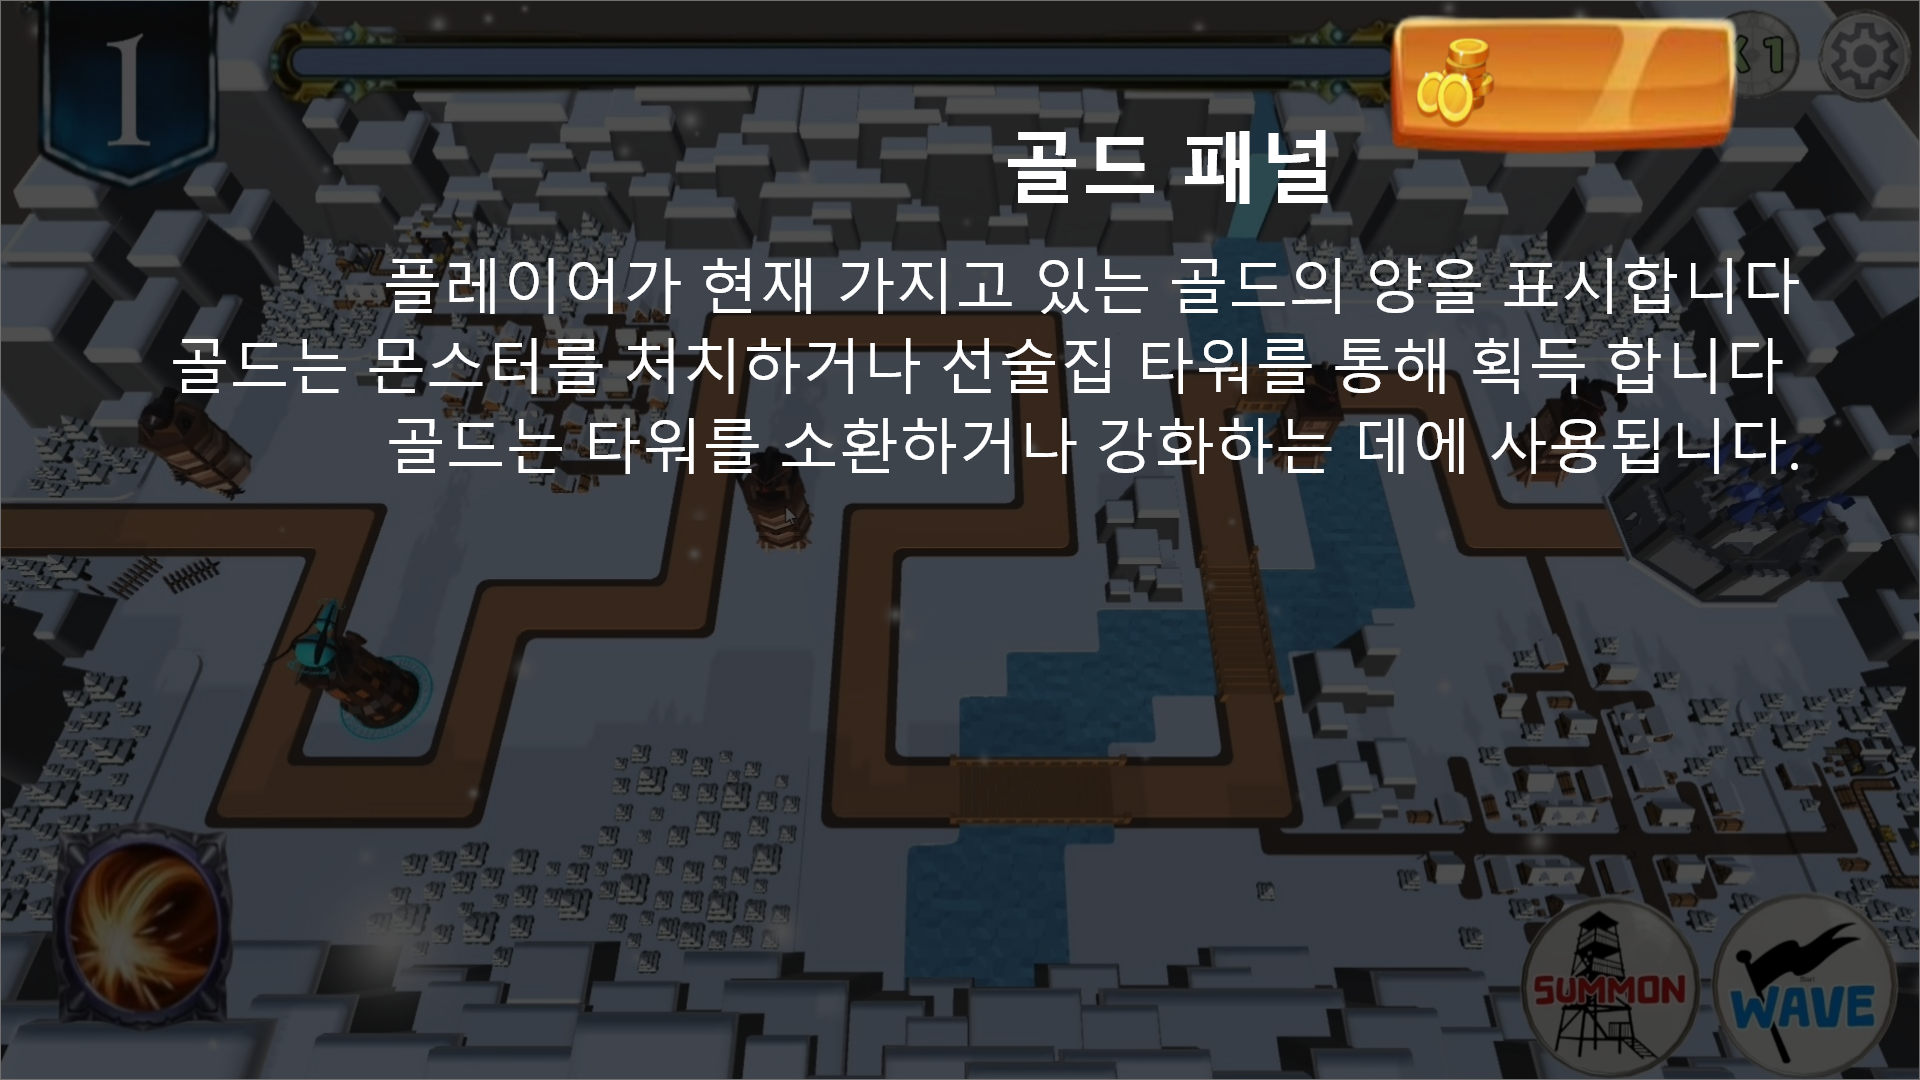 1
X 1
골드 패널
플레이어가 현재 가지고 있는 골드의 양을 표시합니다
골드는 몬스터를 처치하거나 선술집 타워를 통해 획득 합니다
골드는 타워를 소환하거나 강화하는 데에 사용됩니다.
SUMMON
WAVE